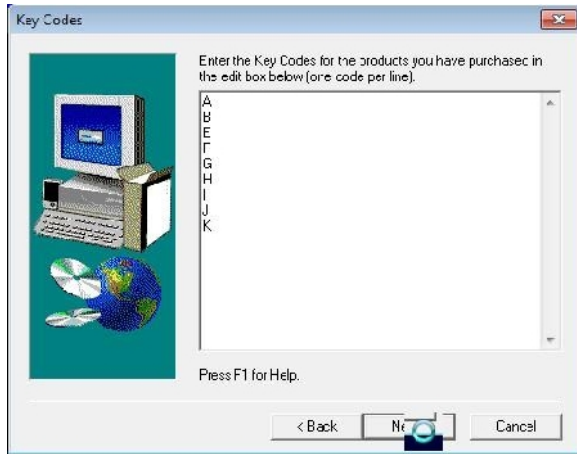 Key Codes
Enter the Key Codes for the products you have purchased in
the edit box below (one code per line).
A
B
E
F
G
H
I
J
K
Press F1 for Help.
< Back
Cancel